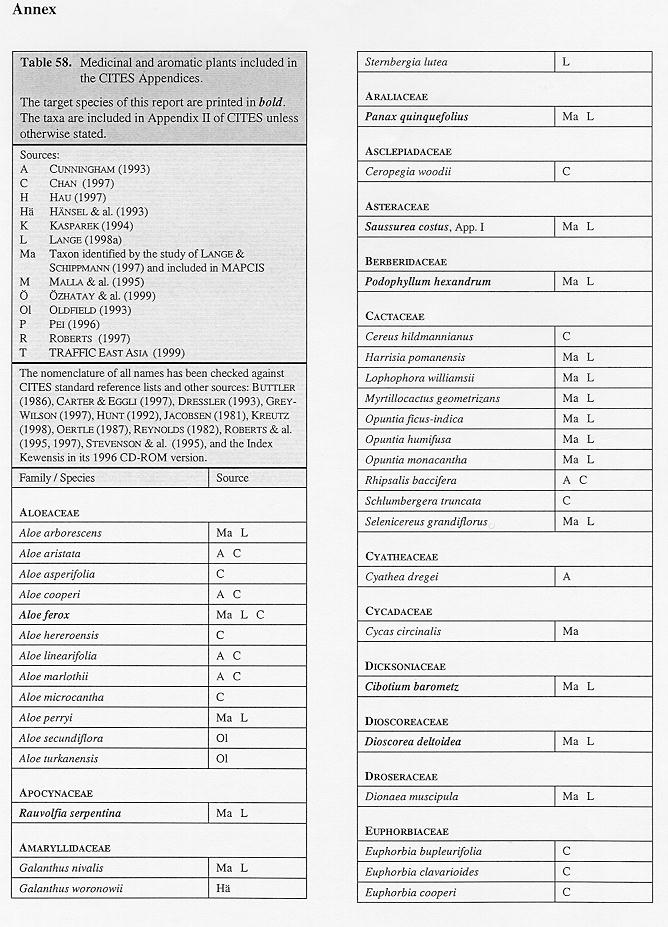 Annex
Table 58. Medicinal and aromatic plants included in
the CITES Appendices.
The target species of this report are printed in bold.
The taxa are included in Appendix II of CITES unless
otherwise stated.
Sources:
A CUNNINGHAM (1993)
C CHAN (1997)
H HAU (1997)
Hä HÄNSEL & al. (1993)
K KASPAREK (1994)
L LANGE (1998a)
Ma Taxon identified by the study of LANGE &
SCHIPPMANN (1997) and included in MAPCIS
M MALLA & al. (1995)
Ö ÖZHATAY & al. (1999)
Ol OLDFIELD (1993)
P PEI (1996)
R ROBERTS (1997)
T TRAFFIC EAST ASIA (1999)
The nomenclature of all names has been checked against
CITES standard reference lists and other sources: BUTTLER
(1986), CARTER & EGGLI (1997), DRESSLER (1993), GREY-
WILSON (1997), HUNT (1992), JACOBSEN (1981), KREUTZ
(1998), OERTLE (1987), REYNOLDS (1982), ROBERTS & al.
(1995, 1997), STEVENSON & al. (1995), and the Index
Kewensis in its 1996 CD-ROM version.
Family / Species Source
ALOEACEAE
Aloe arborescens Ma L
Aloe aristata A C
Aloe asperifolia C
Aloe cooperi A C
Aloe ferox Ma L C
Aloe hereroensis C
Aloe linearifolia A C
Aloe marlothii A C
Aloe microcantha C
Aloe perryi Ma L
Aloe secundiflora Ol
Aloe turkanensis Ol
APOCYNACEAE
Rauvolfia serpentina Ma L
AMARYLLIDACEAE
Galanthus nivalis Ma L
Galanthus woronowii Hä
Sternbergia lutea L
ARALIACEAE
Panax quinquefolius Ma L
ASCLEPIADACEAE
Ceropegia woodii C
ASTERACEAE
Saussurea costus, App. I Ma L
BERBERIDACEAE
Podophyllum hexandrum Ma L
CACTACEAE
Cereus hildmannianus C
Harrisia pomanensis Ma L
Lophophora williamsii Ma L
Myrtillocactus geometrizans Ma L
Opuntia ficus-indica Ma L
Opuntia humifusa Ma L
Opuntia monacantha Ma L
Rhipsalis baccifera A C
Schlumbergera truncata C
Selenicereus grandiflorus Ma L
CYATHEACEAE
Cyathea dregei A
CYCADACEAE
Cycas circinalis Ma
DICKSONIACEAE
Cibotium barometz Ma L
DIOSCOREACEAE
Dioscorea deltoidea Ma L
DROSERACEAE
Dionaea muscipula Ma L
EUPHORBIACEAE
Euphorbia bupleurifolia C
Euphorbia clavarioides C
Euphorbia cooperi C